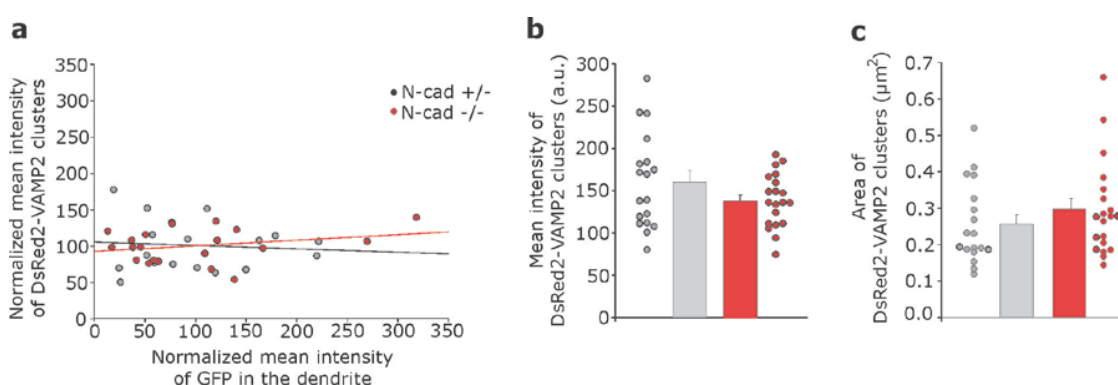 a
Normalized mean intensity
of DsRed2-VAMP2 clusters
350
300
250
200
150
100
50
0
N-cad +/-
N-cad -/-
0 50 100 150 200 250 300 350
Normalized mean intensity
of GFP in the dendrite
b
Mean intensity of
DsRed2-VAMP2 clusters (a.u.)
300
250
200
150
100
50
0
c
Area of
DsRed2-VAMP2 clusters (μm²)
0.7
0.6
0.5
0.4
0.3
0.2
0.1
0.0